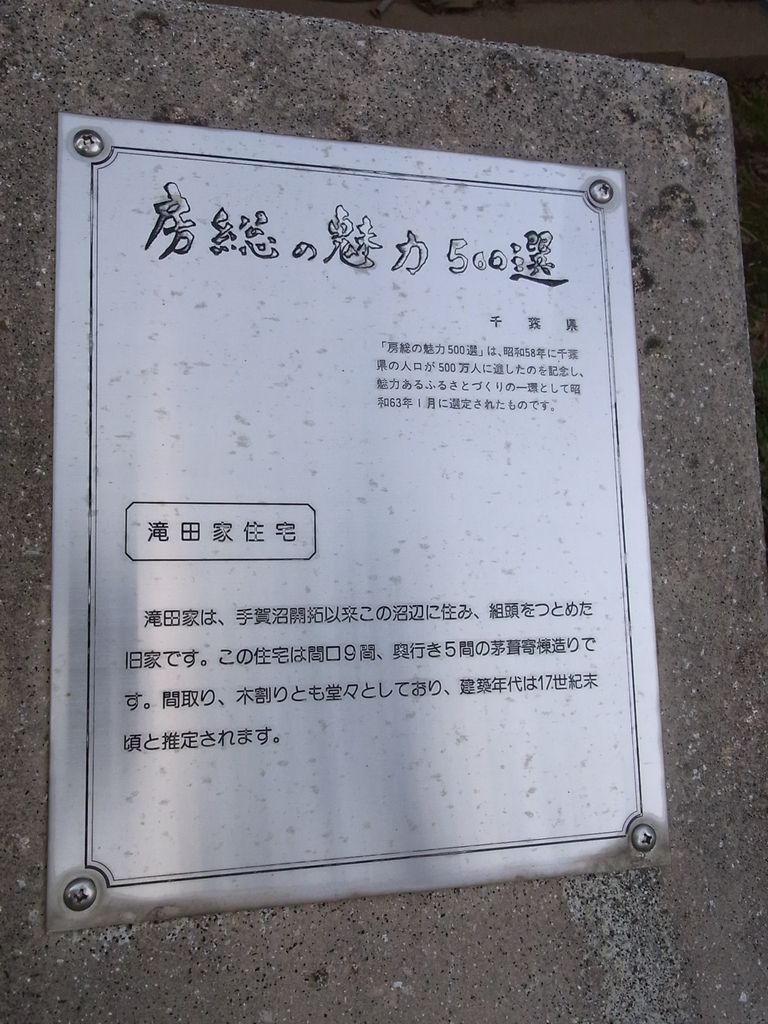 房総の魅力500選
千葉県
「房総の魅力500選」は、昭和58年に千葉
県の人口が500万人に達したのを記念し、
魅力あるふるさとづくりの一環として昭
和63年1月に選定されたものです。
滝田家住宅
滝田家は、手賀沼開拓以来この沼辺に住み、組頭をつとめた
旧家です。この住宅は間口9間、奥行き5間の茅葺寄棟造りで
す。間取り、木割りとも堂々としており、建築年代は17世紀末
頃と推定されます。